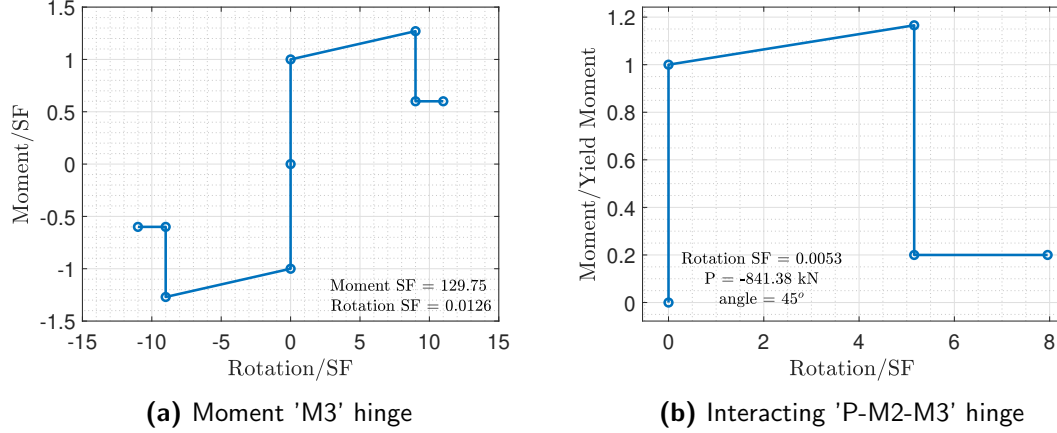 1.5
1
0.5
0
-0.5
-1
-1.5
Moment/SF
Moment SF = 129.75
Rotation SF = 0.0126
-15 -10 -5 0 5 10 15
Rotation/SF
(a) Moment 'M3' hinge
1.2
1
0.8
0.6
0.4
0.2
0
Moment/Yield Moment
Rotation SF = 0.0053
P = -841.38 kN
angle = 45°
0 2 4 6 8
Rotation/SF
(b) Interacting 'P-M2-M3' hinge